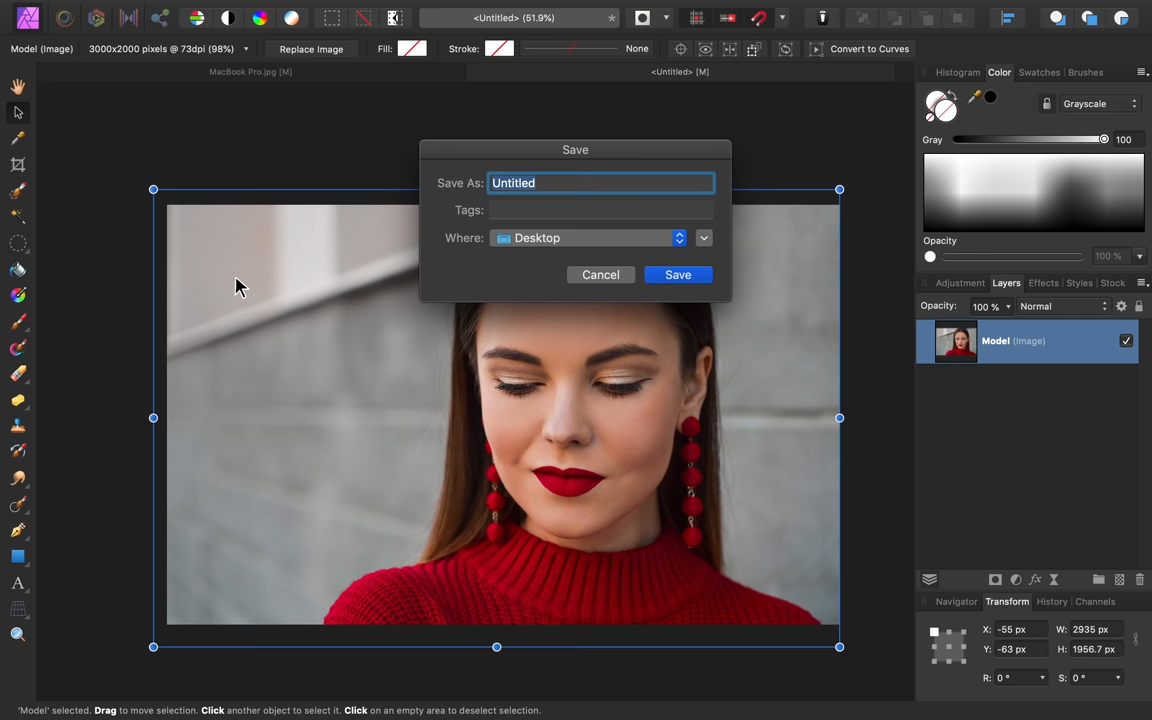 <Untitled> (51.9%)
*
Model (Image)
3000x2000 pixels @ 73dpi (98%)
Replace Image
Fill:
Stroke:
None
Convert to Curves
MacBook Pro.jpg [M]
<Untitled> [M]
Histogram
Color
Swatches
Brushes
Grayscale
Gray
100
Opacity
100 %
Adjustment
Layers
Effects
Styles
Stock
Opacity:
100 %
Normal
Model (Image)
Save
Save As:
Untitled
Tags:
Where:
Desktop
Cancel
Save
A
Navigator
Transform
History
Channels
X: -55 px
W: 2935 px
Y: -63 px
H: 1956.7 px
R: 0 °
S: 0 °
'Model' selected. Drag to move selection. Click another object to select it. Click on an empty area to deselect selection.